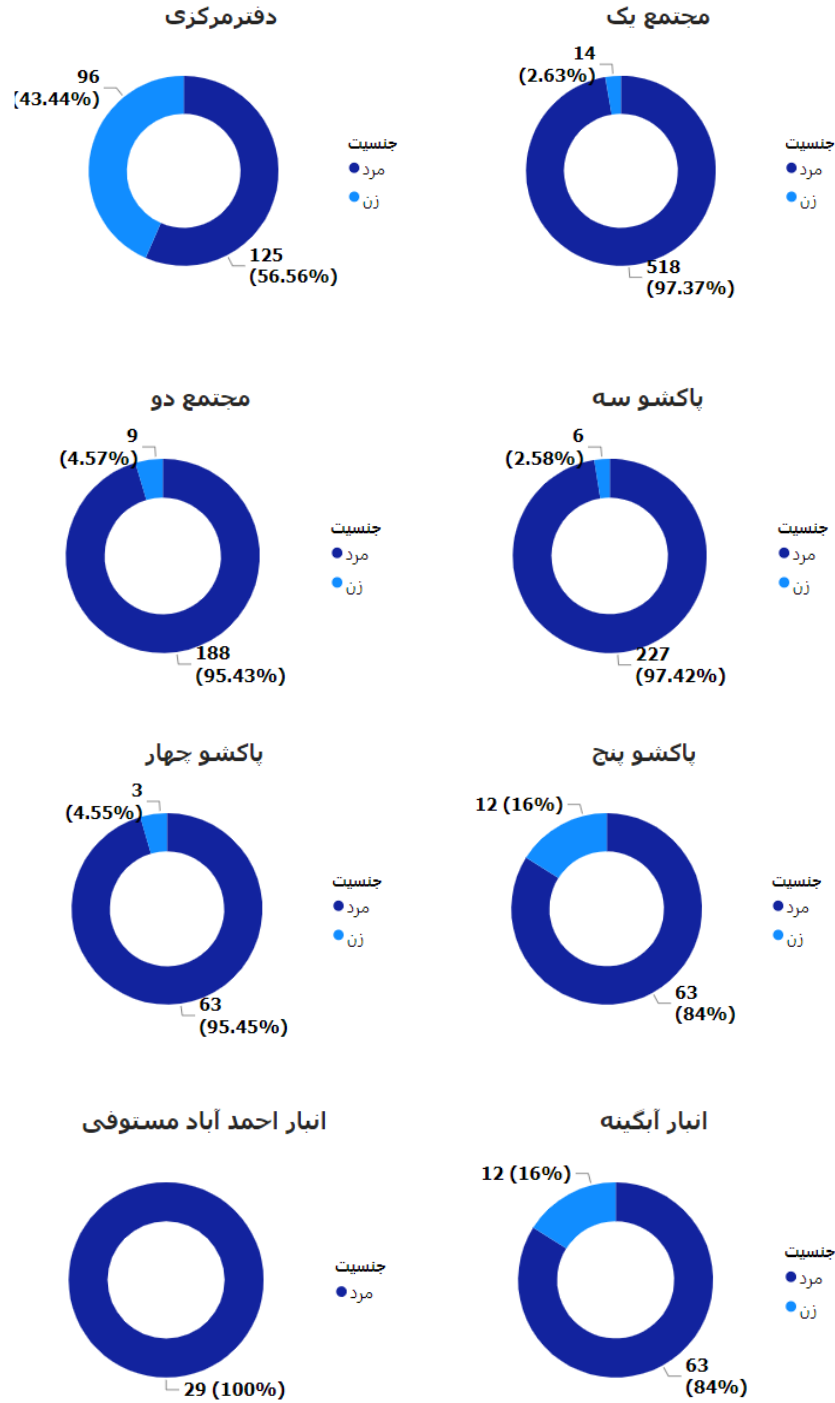 مجتمع یک
14
(2.63%)
جنسیت
مرد
زن
518
(97.37%)
دفترمرکزی
96
(43.44%)
جنسیت
مرد
زن
125
(56.56%)
پاکشو سه
6
(2.58%)
جنسیت
مرد
زن
227
(97.42%)
مجتمع دو
9
(4.57%)
جنسیت
مرد
زن
188
(95.43%)
پاکشو پنج
12 (16%)
جنسیت
مرد
زن
63
(84%)
پاکشو چهار
3
(4.55%)
جنسیت
مرد
زن
63
(95.45%)
انبار آبگینه
12 (16%)
جنسیت
مرد
زن
63
(84%)
انبار احمد آباد مستوفی
جنسیت
مرد
29 (100%)